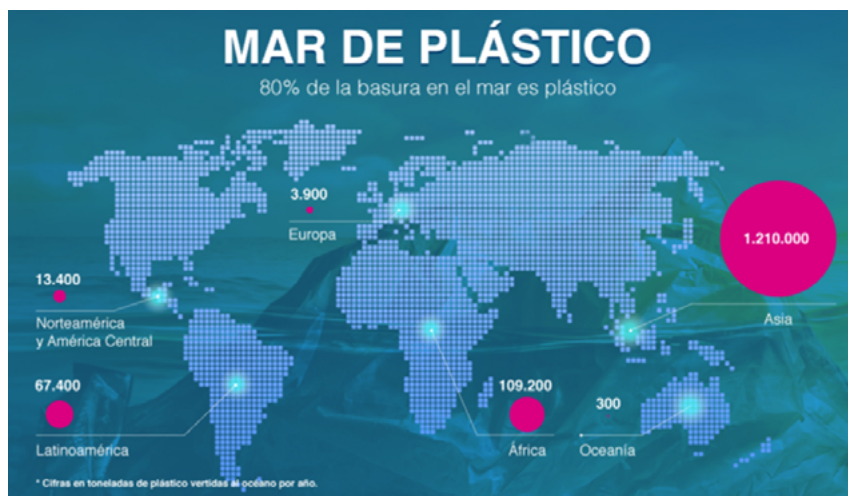 MAR DE PLÁSTICO
80% de la basura en el mar es plástico
3.900
Europa
1.210.000
Asia
13.400
Norteamérica
y América Central
67.400
Latinoamérica
109.200
África
300
Oceanía
* Cifras en toneladas de plástico vertidas al océano por año.